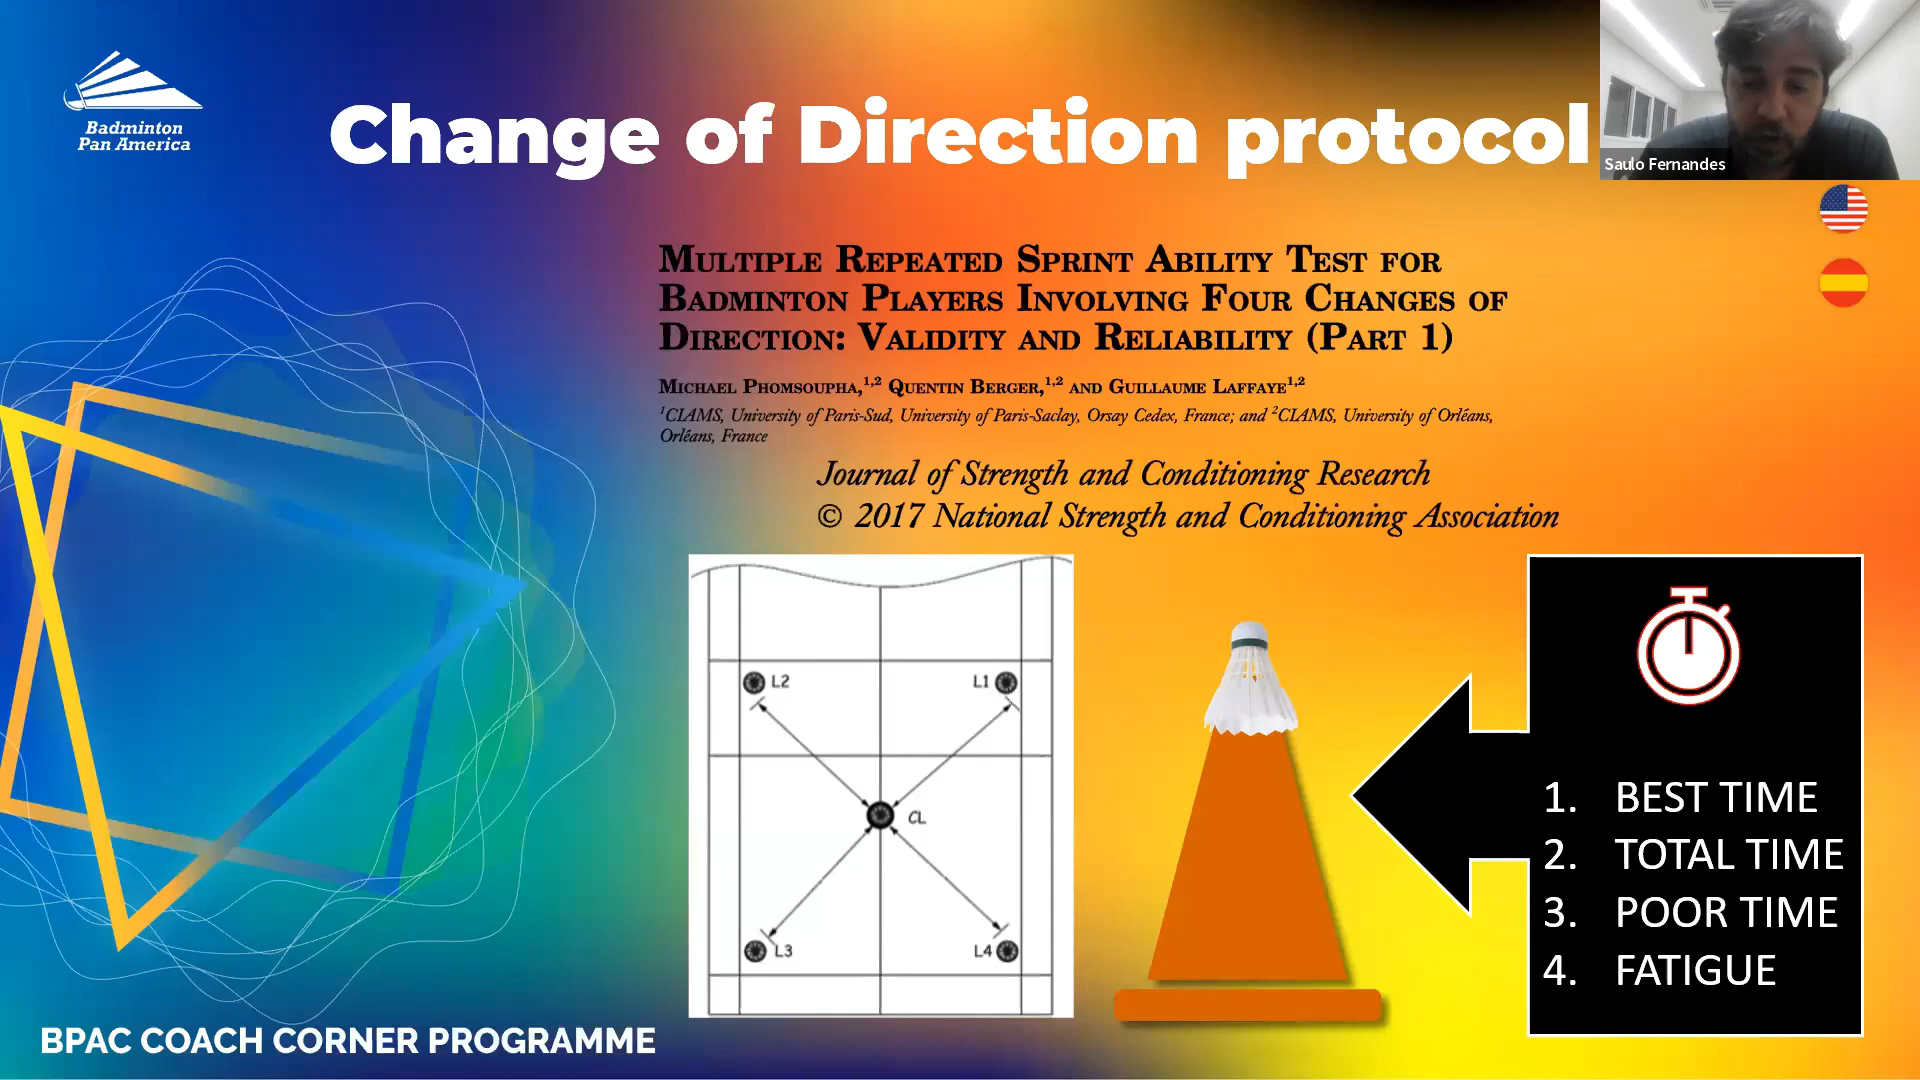 Badminton
Pan America
Change of Direction protocol
Saulo Fernandes
MULTIPLE REPEATED SPRINT ABILITY TEST FOR
BADMINTON PLAYERS INVOLVING FOUR CHANGES OF
DIRECTION: VALIDITY AND RELIABILITY (PART 1)
MICHAEL PHOMSOUPHA,1,2 QUENTIN BERGER,1,2 AND GUILLAUME LAFFAYE1,2
1CIAMS, University of Paris-Sud, University of Paris-Saclay, Orsay Cedex, France; and 2CIAMS, University of Orléans,
Orléans, France
Journal of Strength and Conditioning Research
© 2017 National Strength and Conditioning Association
L2 L1
CL
L3 L4
1. BEST TIME
2. TOTAL TIME
3. POOR TIME
4. FATIGUE
BPAC COACH CORNER PROGRAMME